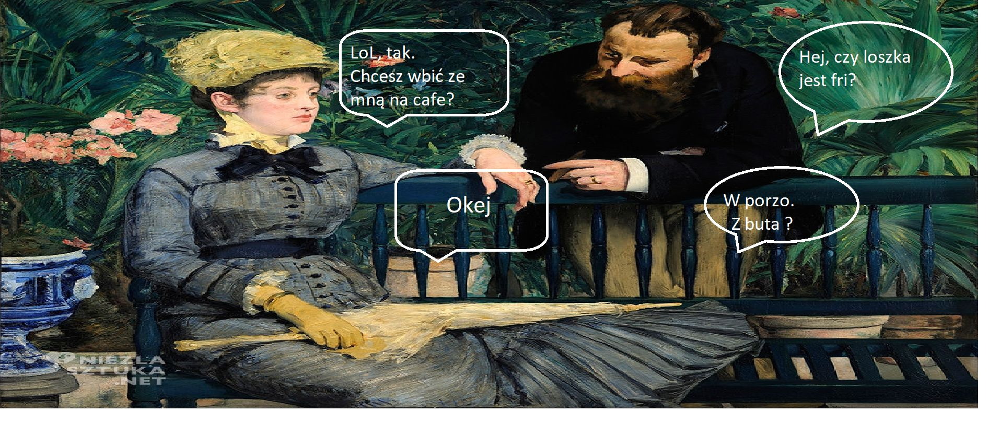 LoL, tak.
Chcesz wbić ze
mną na cafe?
Hej, czy loszka
jest fri?
Okej
W porzo.
Z buta ?
NIEZLA
SZTUKA
.NET